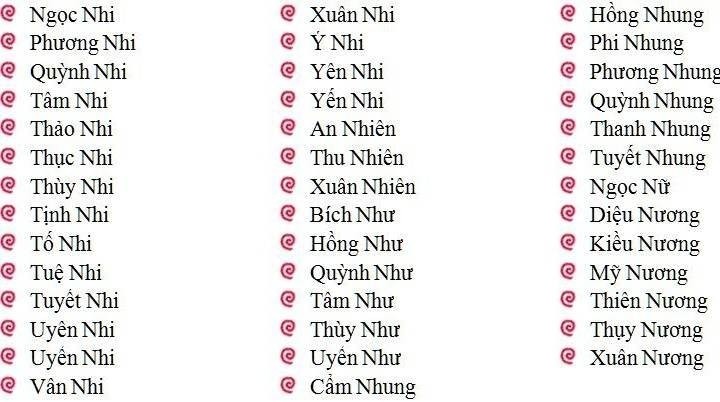 Ngọc Nhi
Phương Nhi
Quỳnh Nhi
Tâm Nhi
Thảo Nhi
Thục Nhi
Thùy Nhi
Tịnh Nhi
Tố Nhi
Tuệ Nhi
Tuyết Nhi
Uyên Nhi
Uyển Nhi
Vân Nhi
Xuân Nhi
Ý Nhi
Yên Nhi
Yến Nhi
An Nhiên
Thu Nhiên
Xuân Nhiên
Bích Như
Hồng Như
Quỳnh Như
Tâm Như
Thùy Như
Uyển Như
Cẩm Nhung
Hồng Nhung
Phi Nhung
Phương Nhung
Quỳnh Nhung
Thanh Nhung
Tuyết Nhung
Ngọc Nữ
Diệu Nương
Kiều Nương
Mỹ Nương
Thiên Nương
Thụy Nương
Xuân Nương